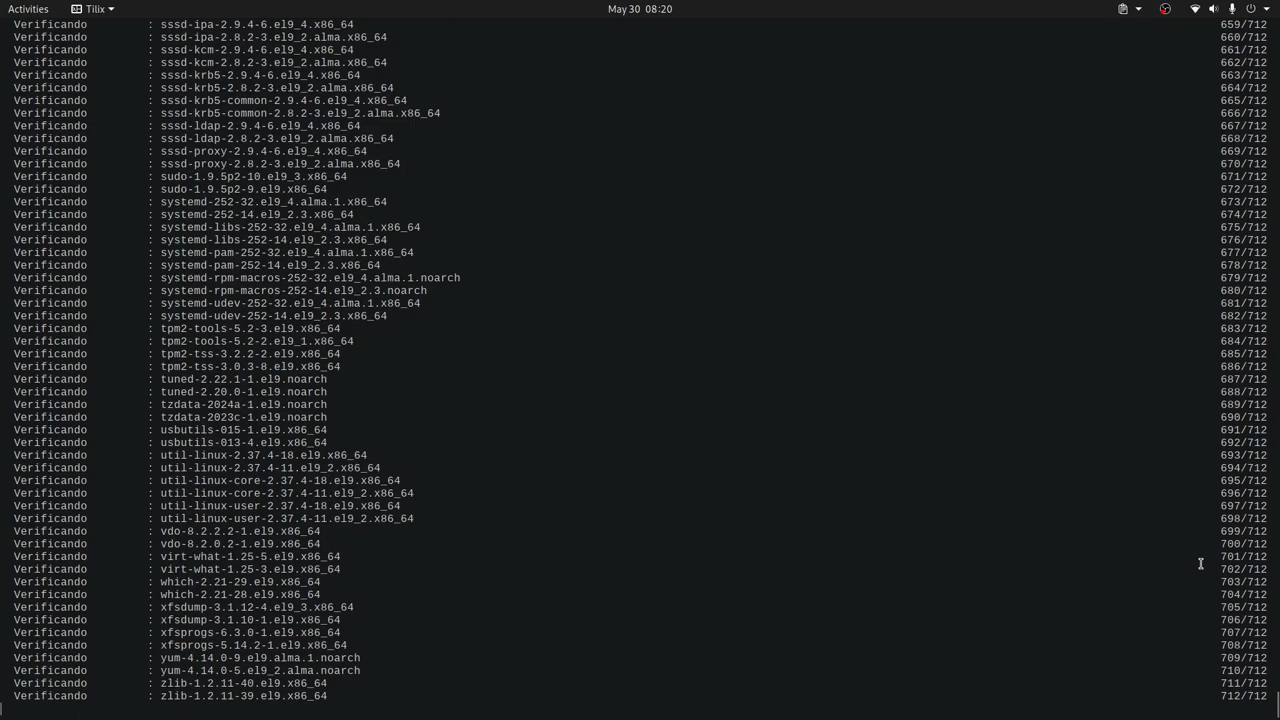 Activities Tilix May 30 08:20
Verificando : sssd-ipa-2.9.4-6.el9_4.x86_64 659/712
Verificando : sssd-ipa-2.8.2-3.el9_2.alma.x86_64 660/712
Verificando : sssd-kcm-2.9.4-6.el9_4.x86_64 661/712
Verificando : sssd-kcm-2.8.2-3.el9_2.alma.x86_64 662/712
Verificando : sssd-krb5-2.9.4-6.el9_4.x86_64 663/712
Verificando : sssd-krb5-2.8.2-3.el9_2.alma.x86_64 664/712
Verificando : sssd-krb5-common-2.9.4-6.el9_4.x86_64 665/712
Verificando : sssd-krb5-common-2.8.2-3.el9_2.alma.x86_64 666/712
Verificando : sssd-ldap-2.9.4-6.el9_4.x86_64 667/712
Verificando : sssd-ldap-2.8.2-3.el9_2.alma.x86_64 668/712
Verificando : sssd-proxy-2.9.4-6.el9_4.x86_64 669/712
Verificando : sssd-proxy-2.8.2-3.el9_2.alma.x86_64 670/712
Verificando : sudo-1.9.5p2-10.el9_3.x86_64 671/712
Verificando : sudo-1.9.5p2-9.el9.x86_64 672/712
Verificando : systemd-252-32.el9_4.alma.1.x86_64 673/712
Verificando : systemd-252-14.el9_2.3.x86_64 674/712
Verificando : systemd-libs-252-32.el9_4.alma.1.x86_64 675/712
Verificando : systemd-libs-252-14.el9_2.3.x86_64 676/712
Verificando : systemd-pam-252-32.el9_4.alma.1.x86_64 677/712
Verificando : systemd-pam-252-14.el9_2.3.x86_64 678/712
Verificando : systemd-rpm-macros-252-32.el9_4.alma.1.noarch 679/712
Verificando : systemd-rpm-macros-252-14.el9_2.3.noarch 680/712
Verificando : systemd-udev-252-32.el9_4.alma.1.x86_64 681/712
Verificando : systemd-udev-252-14.el9_2.3.x86_64 682/712
Verificando : tpm2-tools-5.2-3.el9.x86_64 683/712
Verificando : tpm2-tools-5.2-2.el9_1.x86_64 684/712
Verificando : tpm2-tss-3.2.2-2.el9.x86_64 685/712
Verificando : tpm2-tss-3.0.3-8.el9.x86_64 686/712
Verificando : tuned-2.22.1-1.el9.noarch 687/712
Verificando : tuned-2.20.0-1.el9.noarch 688/712
Verificando : tzdata-2024a-1.el9.noarch 689/712
Verificando : tzdata-2023c-1.el9.noarch 690/712
Verificando : usbutils-015-1.el9.x86_64 691/712
Verificando : usbutils-013-4.el9.x86_64 692/712
Verificando : util-linux-2.37.4-18.el9.x86_64 693/712
Verificando : util-linux-2.37.4-11.el9_2.x86_64 694/712
Verificando : util-linux-core-2.37.4-18.el9.x86_64 695/712
Verificando : util-linux-core-2.37.4-11.el9_2.x86_64 696/712
Verificando : util-linux-user-2.37.4-18.el9.x86_64 697/712
Verificando : util-linux-user-2.37.4-11.el9_2.x86_64 698/712
Verificando : vdo-8.2.2.2-1.el9.x86_64 699/712
Verificando : vdo-8.2.0.2-1.el9.x86_64 700/712
Verificando : virt-what-1.25-5.el9.x86_64 701/712
Verificando : virt-what-1.25-3.el9.x86_64 702/712
Verificando : which-2.21-29.el9.x86_64 703/712
Verificando : which-2.21-28.el9.x86_64 704/712
Verificando : xfsdump-3.1.12-4.el9_3.x86_64 705/712
Verificando : xfsdump-3.1.10-1.el9.x86_64 706/712
Verificando : xfsprogs-6.3.0-1.el9.x86_64 707/712
Verificando : xfsprogs-5.14.2-1.el9.x86_64 708/712
Verificando : yum-4.14.0-9.el9.alma.1.noarch 709/712
Verificando : yum-4.14.0-5.el9_2.alma.noarch 710/712
Verificando : zlib-1.2.11-40.el9.x86_64 711/712
Verificando : zlib-1.2.11-39.el9.x86_64 712/712